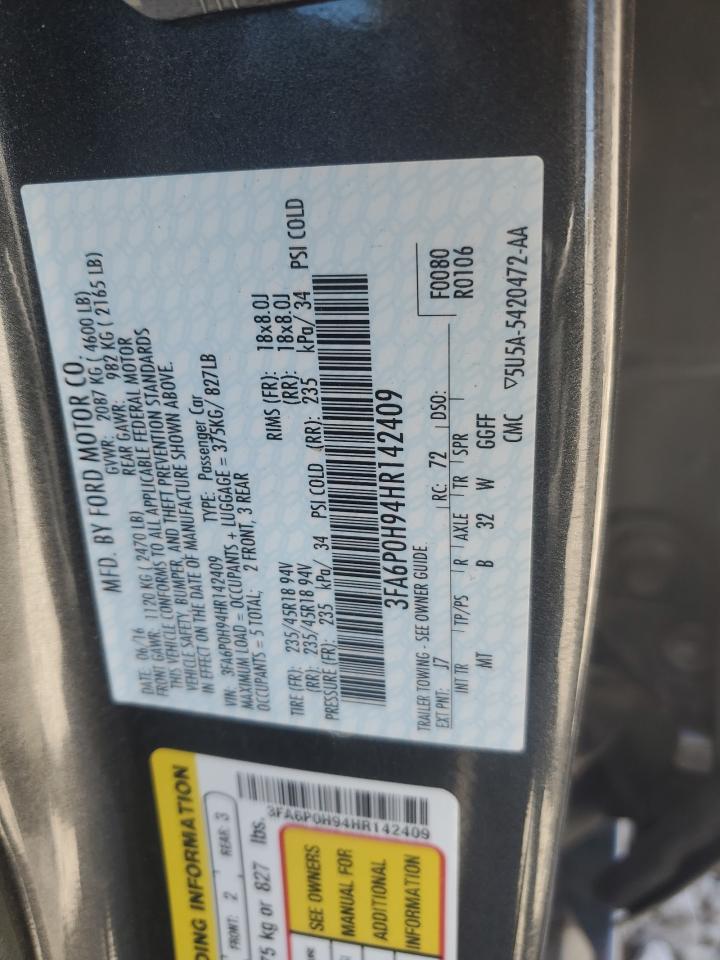 MFD. BY FORD MOTOR CO.
DATE: 06/16 GVWR: 2087 KG ( 4600 LB)
FRONT GAWR: 1120 KG ( 2470 LB) REAR GAWR: 982 KG ( 2165 LB)
THIS VEHICLE CONFORMS TO ALL APPLICABLE FEDERAL MOTOR
VEHICLE SAFETY, BUMPER, AND THEFT PREVENTION STANDARDS
IN EFFECT ON THE DATE OF MANUFACTURE SHOWN ABOVE.
VIN: 3FA6P0H94HR142409 TYPE: Passenger Car
MAXIMUM LOAD = OCCUPANTS + LUGGAGE = 375KG/ 827LB
OCCUPANTS = 5 TOTAL; 2 FRONT, 3 REAR
TIRE (FR): 235/45R18 94V RIMS (FR): 18x8.0J
(RR): 235/45R18 94V (RR): 18x8.0J
PRESSURE (FR): 235 kPa/ 34 PSI COLD (RR): 235 kPa/ 34 PSI COLD
3FA6P0H94HR142409
TRAILER TOWING - SEE OWNER GUIDE.
EXT PNT: J7 RC: 72 DSO: F0080
R0106
INT TR TP/PS R AXLE TR SPR
MT B 32 W GGFF
CMC ▽5U5A-5420472-AA
DING INFORMATION
FRONT: 2 REAR: 3
75 kg or 827 lbs.
3FA6P0H94HR142409
SEE OWNERS
MANUAL FOR
ADDITIONAL
INFORMATION